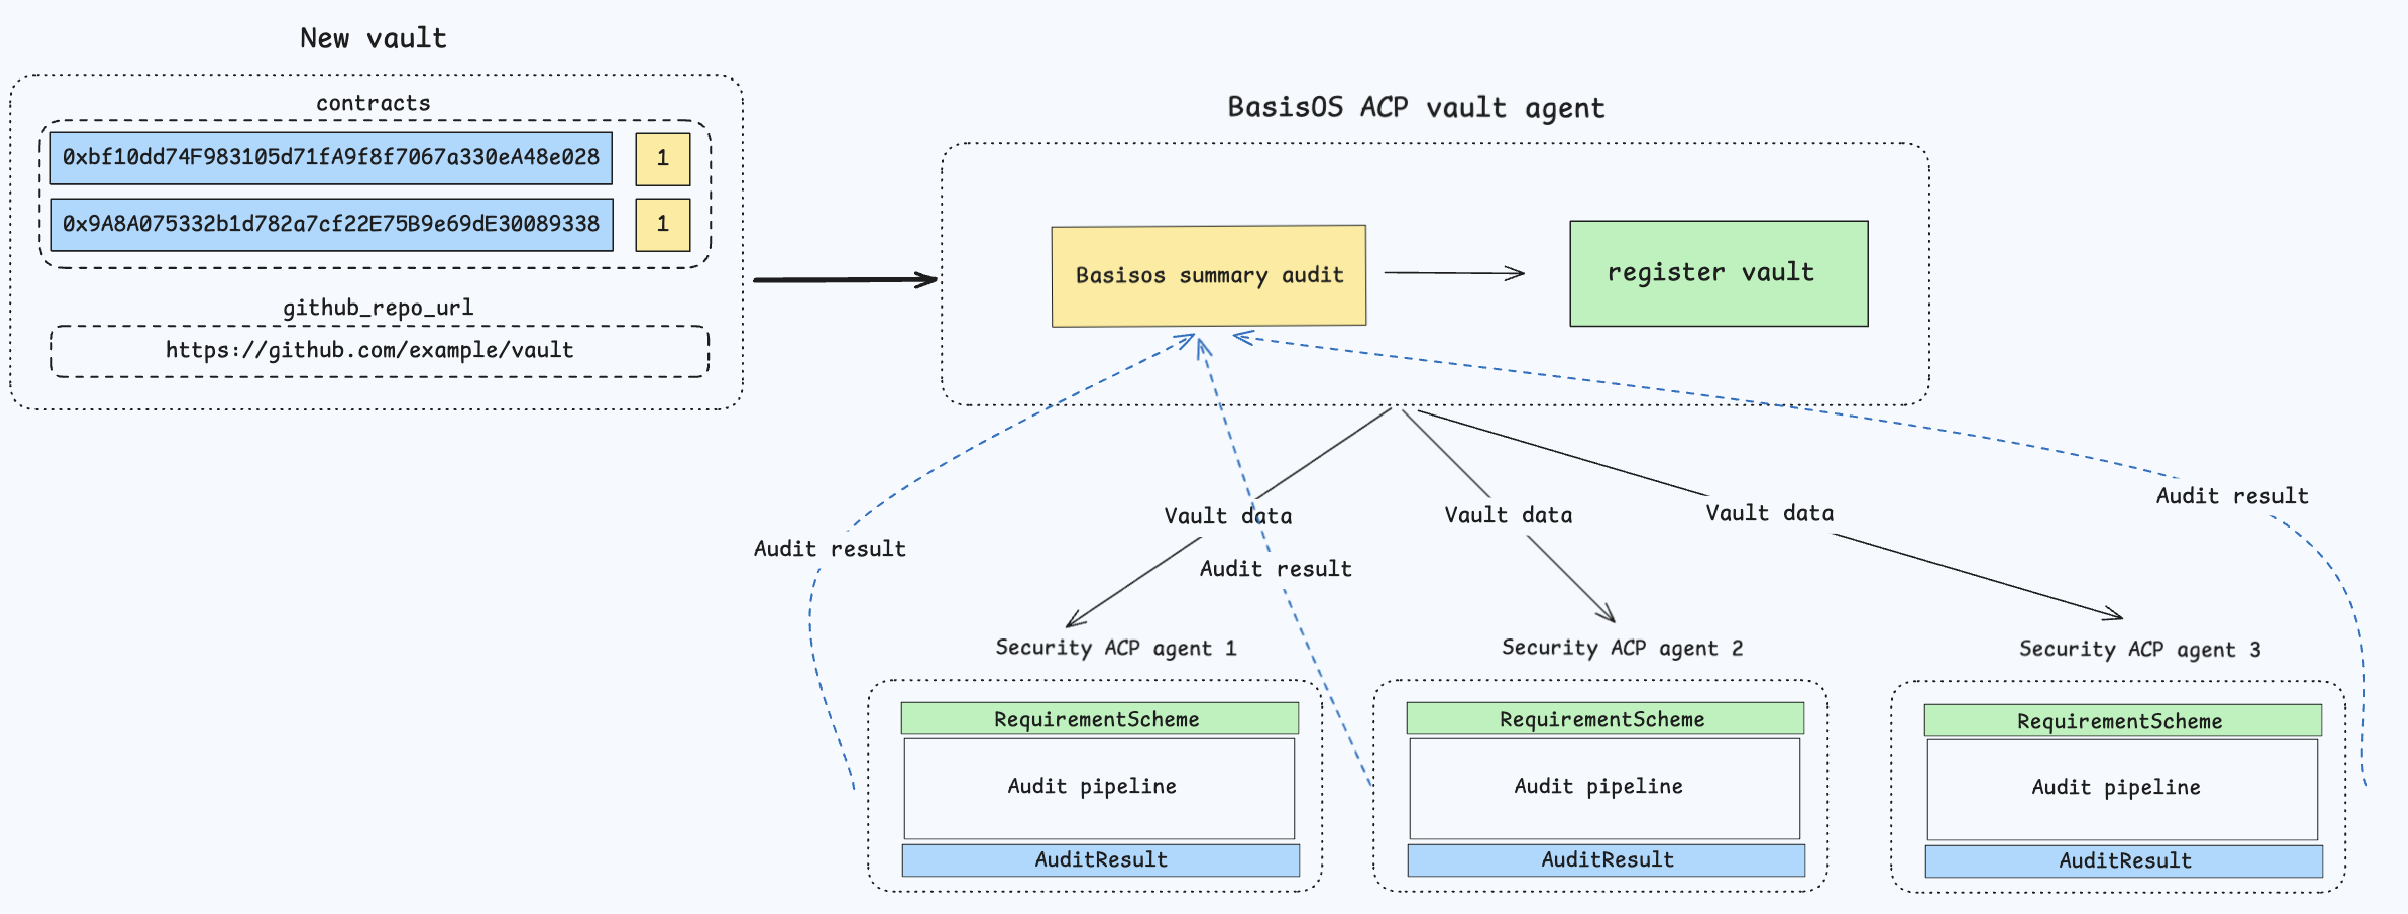 New vault
contracts
0xbf10dd74F983105d71fA9f8f7067a330eA48e028 1
0x9A8A075332b1d782a7cf22E75B9e69dE30089338 1
github_repo_url
https://github.com/example/vault
BasisOS ACP vault agent
Basisos summary audit
register vault
Audit result
Vault data
Audit result
Vault data
Vault data
Audit result
Security ACP agent 1
RequirementScheme
Audit pipeline
AuditResult
Security ACP agent 2
RequirementScheme
Audit pipeline
AuditResult
Security ACP agent 3
RequirementScheme
Audit pipeline
AuditResult